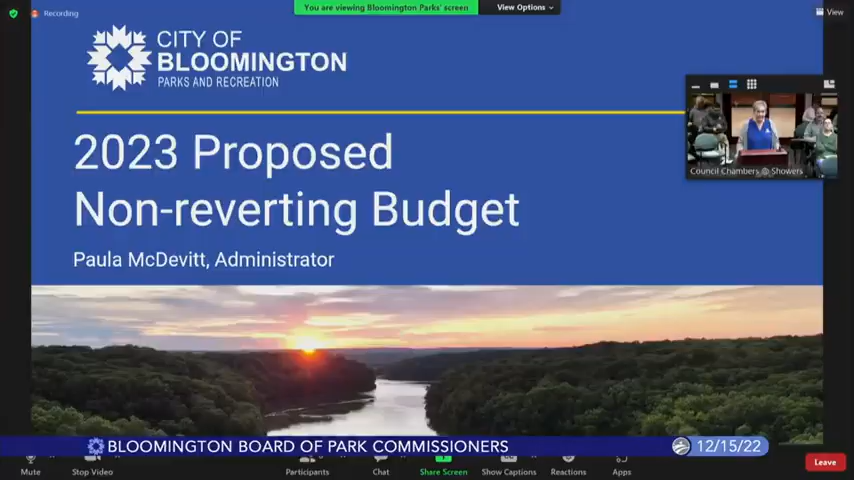 Recording
You are viewing Bloomington Parks' screen
View Options
View
CITY OF
BLOOMINGTON
PARKS AND RECREATION
2023 Proposed
Non-reverting Budget
Paula McDevitt, Administrator
Council Chambers @ Showers
BLOOMINGTON BOARD OF PARK COMMISSIONERS
12/15/22
Mute
Stop Video
Participants
Chat
Share Screen
Show Captions
Reactions
Apps
Leave